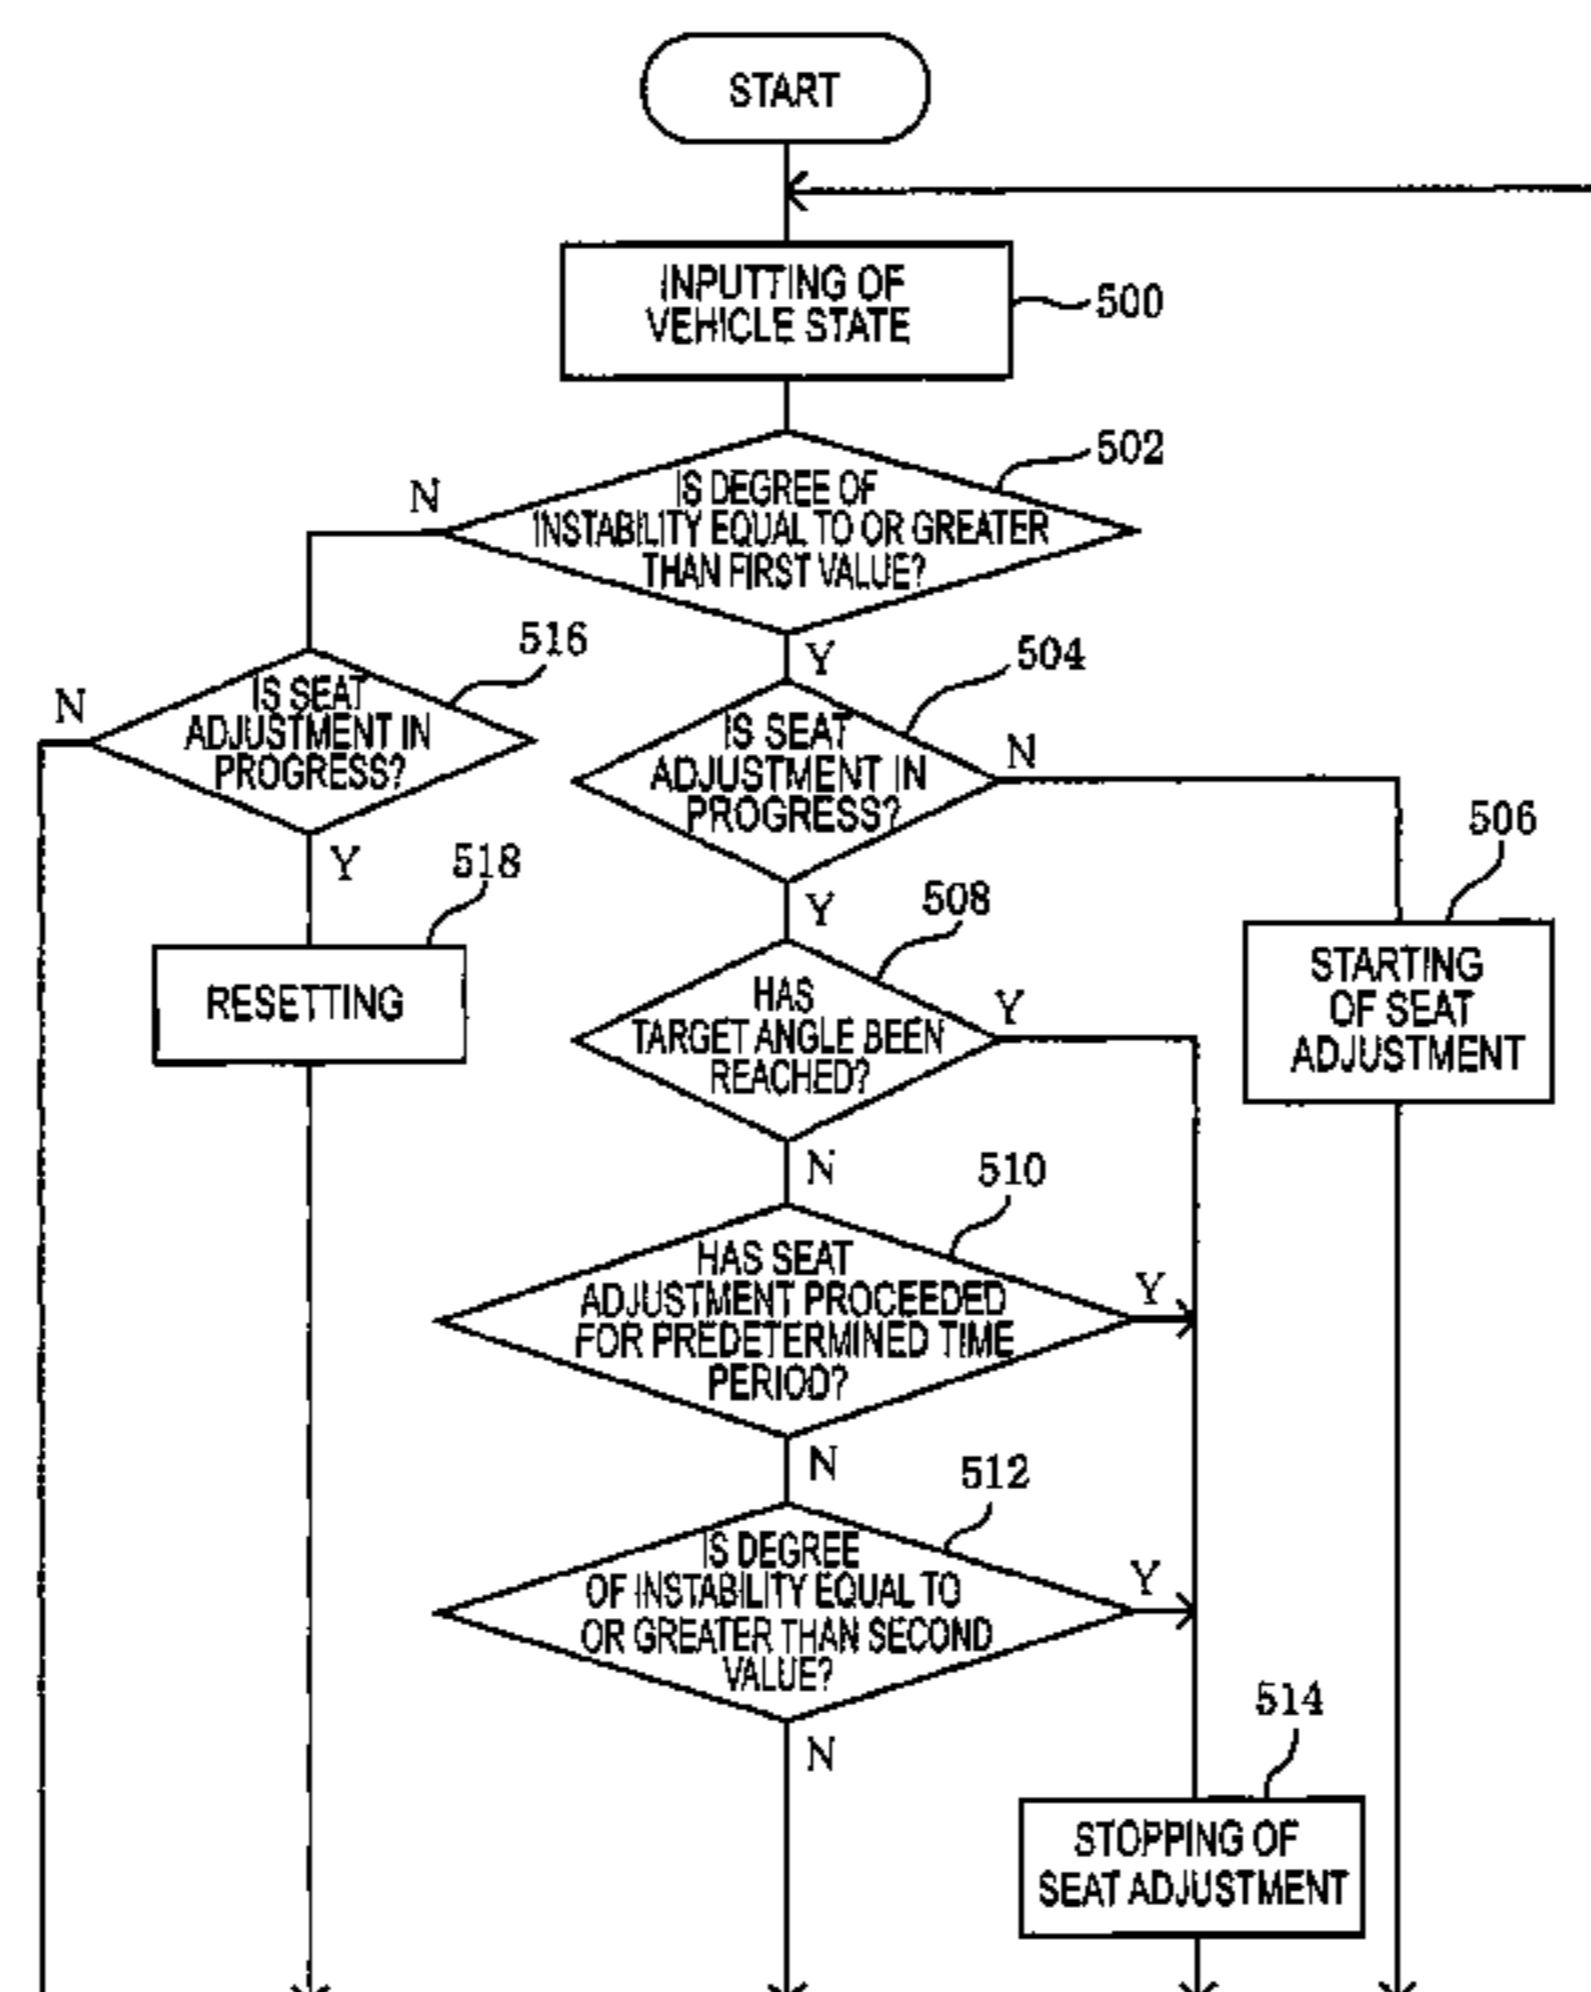 START
INPUTTING OF
VEHICLE STATE
500
502
N
IS DEGREE OF
INSTABILITY EQUAL TO OR GREATER
THAN FIRST VALUE?
Y
516
N
IS SEAT
ADJUSTMENT IN
PROGRESS?
Y
504
IS SEAT
ADJUSTMENT IN
PROGRESS?
N
Y
506
STARTING
OF SEAT
ADJUSTMENT
518
RESETTING
508
HAS
TARGET ANGLE BEEN
REACHED?
Y
N
510
HAS SEAT
ADJUSTMENT PROCEEDED
FOR PREDETERMINED TIME
PERIOD?
Y
N
512
IS DEGREE
OF INSTABILITY EQUAL TO
OR GREATER THAN SECOND
VALUE?
Y
N
514
STOPPING OF
SEAT ADJUSTMENT